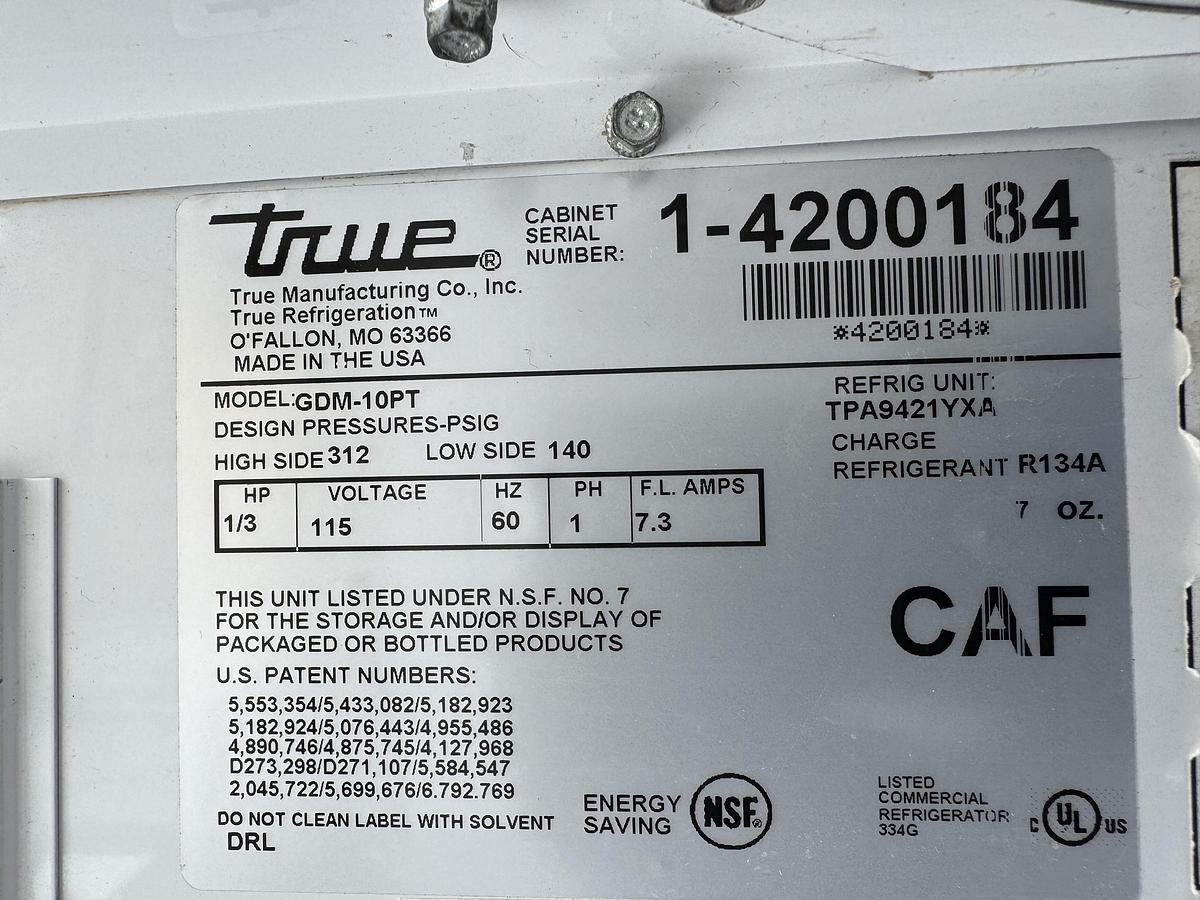 true®
CABINET
SERIAL
NUMBER:
1-4200184
*4200184*
True Manufacturing Co., Inc.
True Refrigeration™
O'FALLON, MO 63366
MADE IN THE USA
MODEL:GDM-10PT
DESIGN PRESSURES-PSIG
HIGH SIDE 312 LOW SIDE 140
REFRIG UNIT:
TPA9421YXA
CHARGE
REFRIGERANT R134A
7 OZ.
HP VOLTAGE HZ PH F.L. AMPS
1/3 115 60 1 7.3
THIS UNIT LISTED UNDER N.S.F. NO. 7
FOR THE STORAGE AND/OR DISPLAY OF
PACKAGED OR BOTTLED PRODUCTS
CAF
U.S. PATENT NUMBERS:
5,553,354/5,433,082/5,182,923
5,182,924/5,076,443/4,955,486
4,890,746/4,875,745/4,127,968
D273,298/D271,107/5,584,547
2,045,722/5,699,676/6.792.769
DO NOT CLEAN LABEL WITH SOLVENT
DRL
ENERGY
SAVING
NSF®
LISTED
COMMERCIAL
REFRIGERATOR
334G
C UL US